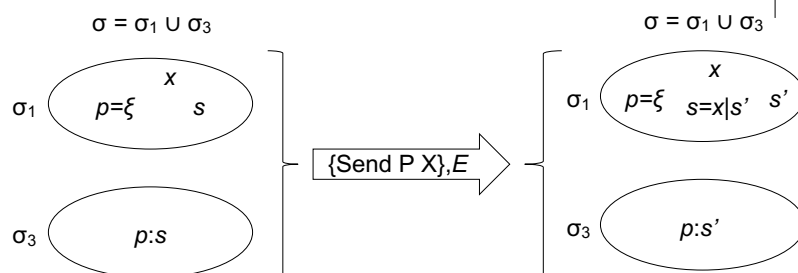 σ = σ₁ ∪ σ₃
σ = σ₁ ∪ σ₃
x
x
σ₁
p=ξ
s
σ₁
p=ξ
s=x|s’
s’
{Send P X},E
σ₃
p:s
σ₃
p:s’